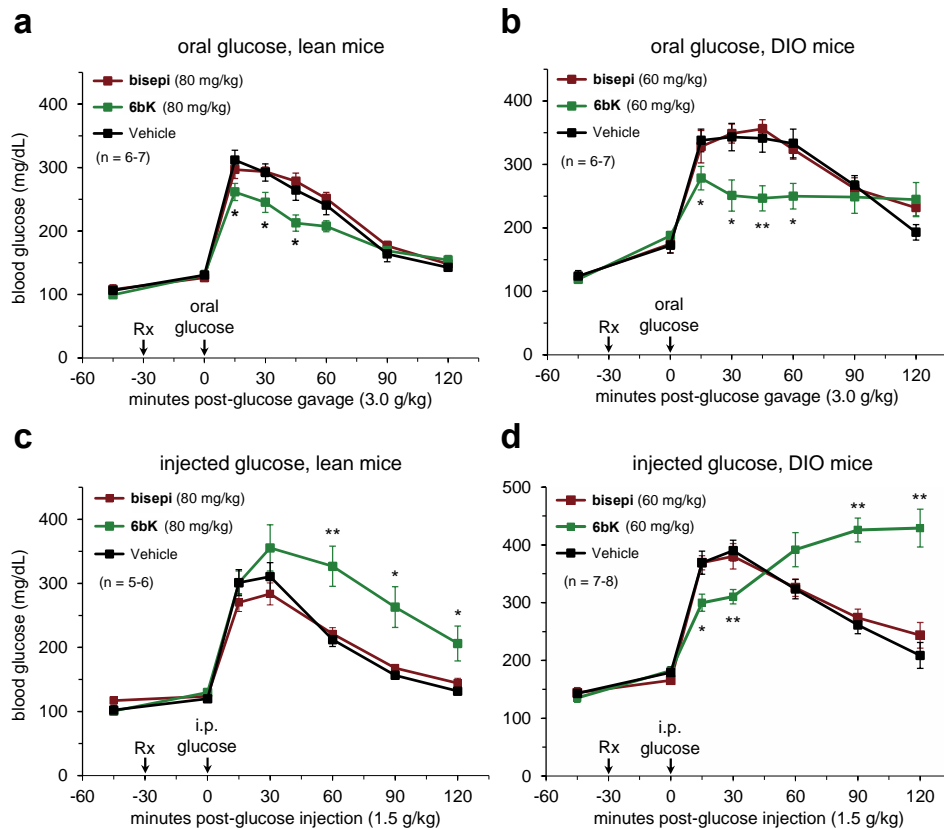 a
oral glucose, lean mice
bisepi (80 mg/kg)
6bK (80 mg/kg)
Vehicle
(n = 6-7)
blood glucose (mg/dL)
400
300
200
100
0
* * *
Rx
oral
glucose
-60 -30 0 30 60 90 120
minutes post-glucose gavage (3.0 g/kg)
b
oral glucose, DIO mice
bisepi (60 mg/kg)
6bK (60 mg/kg)
Vehicle
(n = 6-7)
400
300
200
100
0
* * ** *
Rx
oral
glucose
-60 -30 0 30 60 90 120
minutes post-glucose gavage (3.0 g/kg)
c
injected glucose, lean mice
bisepi (80 mg/kg)
6bK (80 mg/kg)
Vehicle
(n = 5-6)
blood glucose (mg/dL)
400
300
200
100
0
** * *
Rx
i.p.
glucose
-60 -30 0 30 60 90 120
minutes post-glucose injection (1.5 g/kg)
d
injected glucose, DIO mice
bisepi (60 mg/kg)
6bK (60 mg/kg)
Vehicle
(n = 7-8)
500
400
300
200
100
0
* ** ** **
Rx
i.p.
glucose
-60 -30 0 30 60 90 120
minutes post-glucose injection (1.5 g/kg)